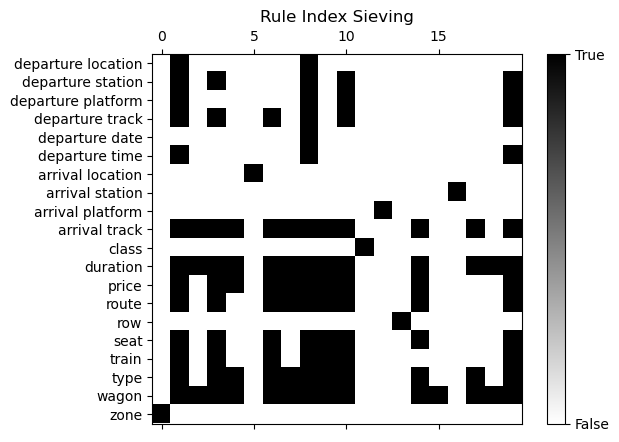 Rule Index Sieving
0 5 10 15
departure location
departure station
departure platform
departure track
departure date
departure time
arrival location
arrival station
arrival platform
arrival track
class
duration
price
route
row
seat
train
type
wagon
zone
True
False